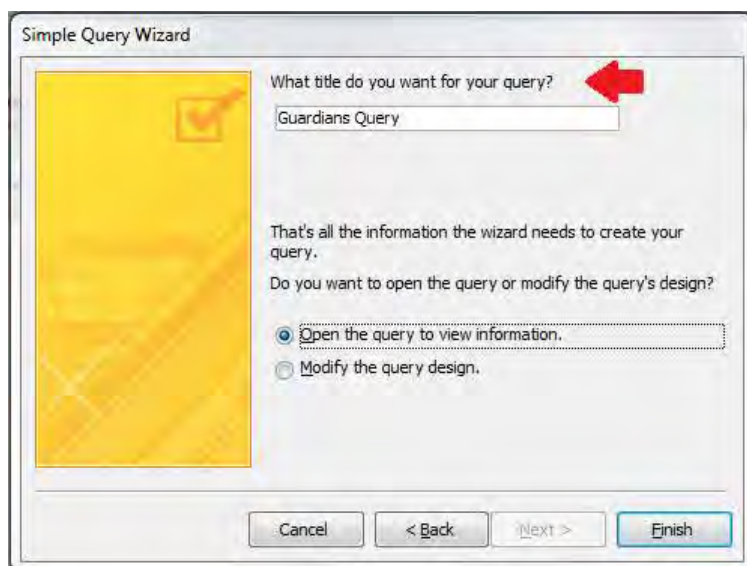 Simple Query Wizard
What title do you want for your query?
Guardians Query
That's all the information the wizard needs to create your
query.
Do you want to open the query or modify the query's design?
Open the query to view information.
Modify the query design.
Cancel
< Back
Next >
Finish